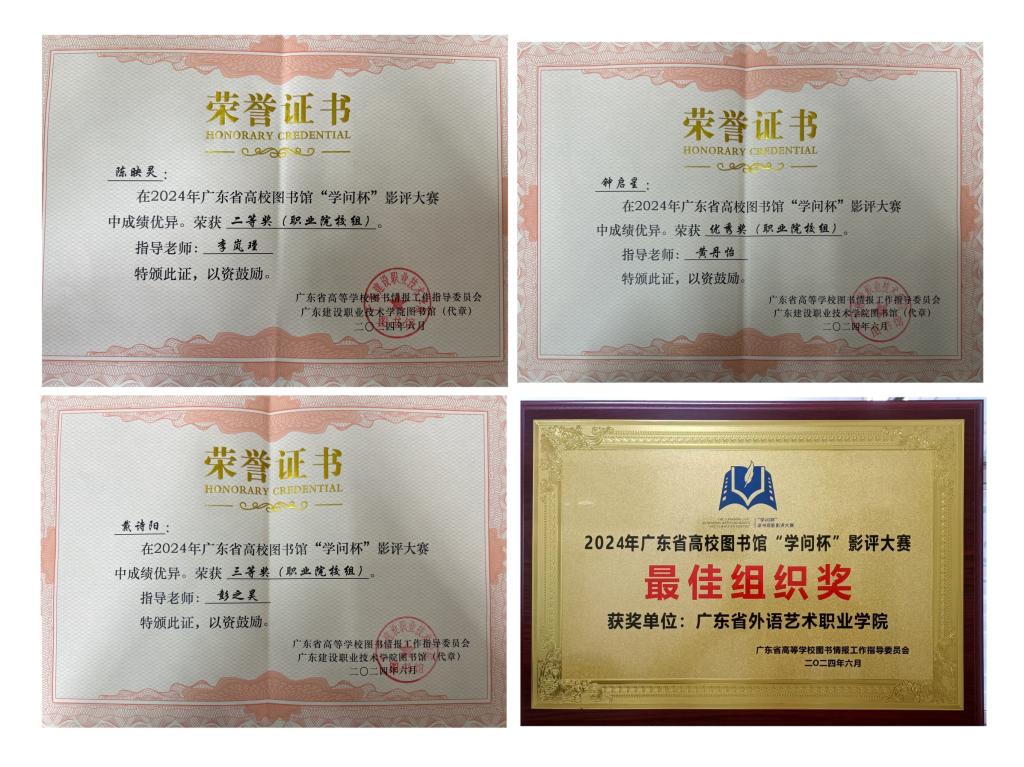 荣誉证书
HONORARY CREDENTIAL
陈映灵：
在2024年广东省高校图书馆“学问杯”影评大赛
中成绩优异。荣获 二等奖（职业院校组）。
指导老师：李岚瑾
特颁此证，以资鼓励。
广东省高等学校图书情报工作指导委员会
广东建设职业技术学院图书馆（代章）
二〇二四年六月
荣誉证书
HONORARY CREDENTIAL
钟启星：
在2024年广东省高校图书馆“学问杯”影评大赛
中成绩优异。荣获 优秀奖（职业院校组）。
指导老师：黄丹怡
特颁此证，以资鼓励。
广东省高等学校图书情报工作指导委员会
广东建设职业技术学院图书馆（代章）
二〇二四年六月
荣誉证书
HONORARY CREDENTIAL
戴诗阳：
在2024年广东省高校图书馆“学问杯”影评大赛
中成绩优异。荣获 三等奖（职业院校组）。
指导老师：彭之昊
特颁此证，以资鼓励。
广东省高等学校图书情报工作指导委员会
广东建设职业技术学院图书馆（代章）
二〇二四年六月
2024年广东省高校图书馆“学问杯”影评大赛
最佳组织奖
获奖单位：广东省外语艺术职业学院
广东省高等学校图书情报工作指导委员会
二〇二四年六月